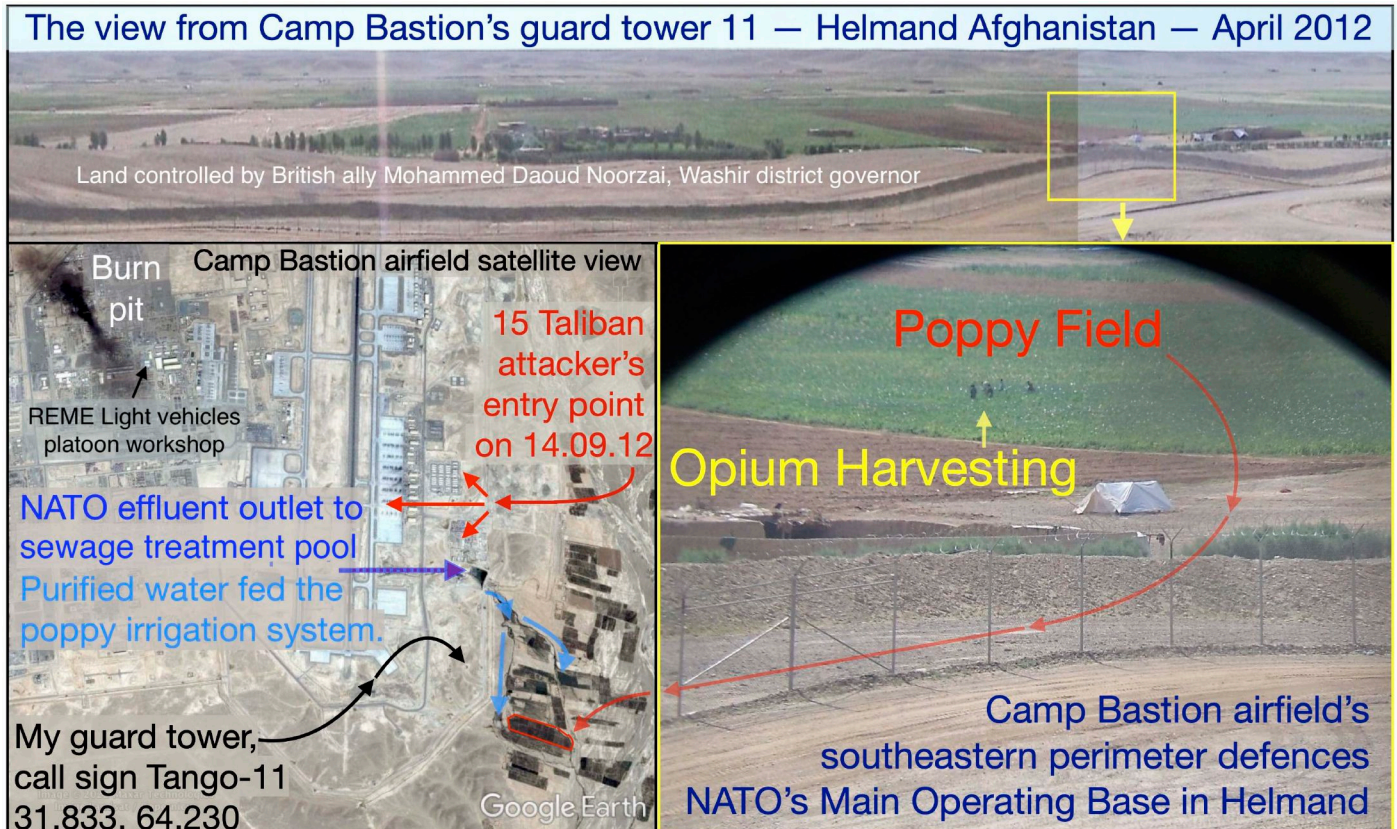 The view from Camp Bastion's guard tower 11 — Helmand Afghanistan — April 2012
Land controlled by British ally Mohammed Daoud Noorzai, Washir district governor
Burn
pit
Camp Bastion airfield satellite view
REME Light vehicles
platoon workshop
15 Taliban
attacker's
entry point
on 14.09.12
NATO effluent outlet to
sewage treatment pool
Purified water fed the
poppy irrigation system.
My guard tower,
call sign Tango-11
31.833, 64.230
Google Earth
Poppy Field
Opium Harvesting
Camp Bastion airfield's
southeastern perimeter defences
NATO's Main Operating Base in Helmand